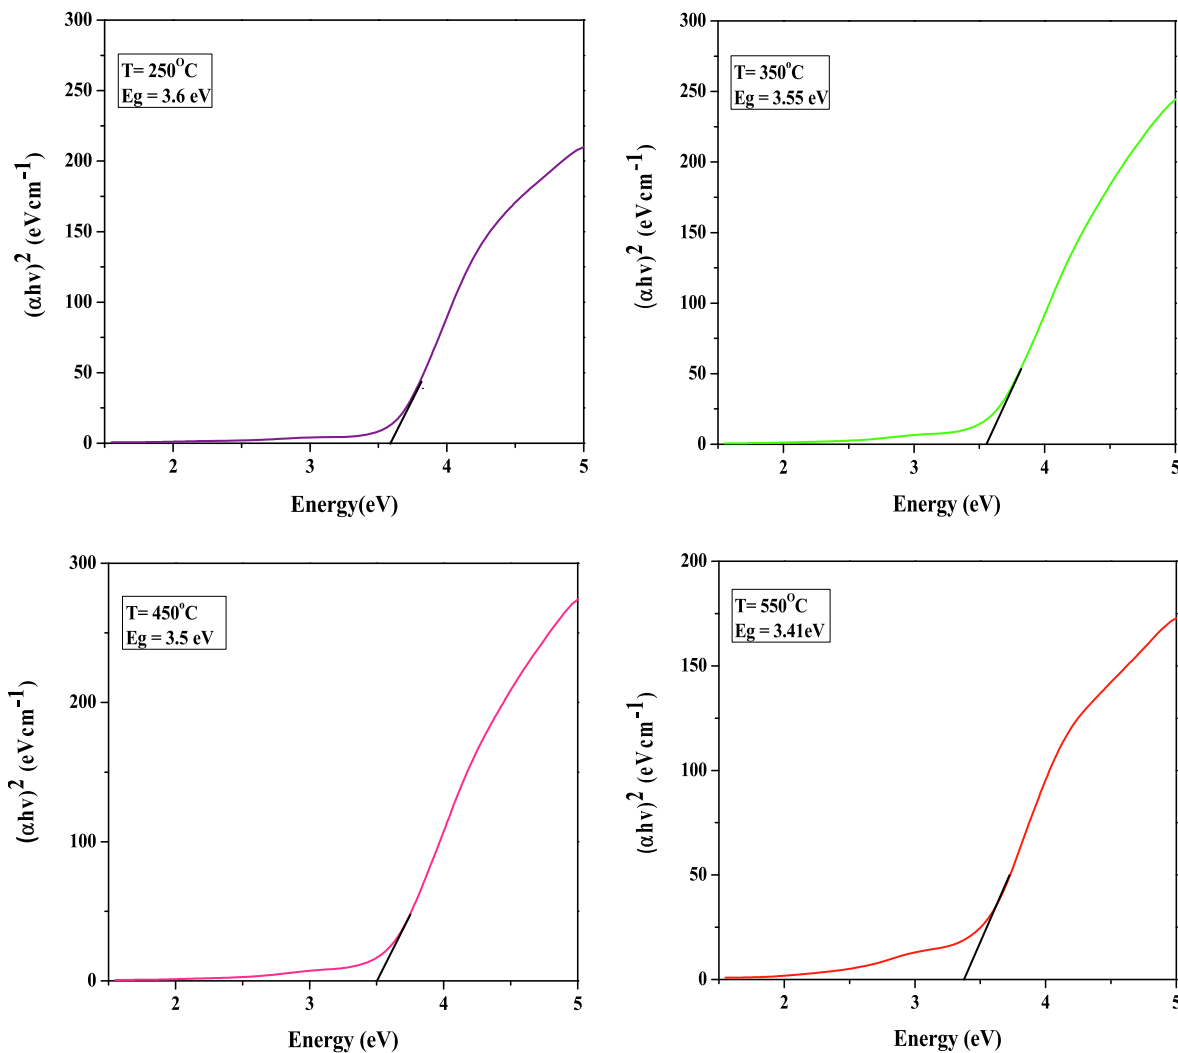 300
250
200
150
100
50
0
T= 250ᴼC
Eg = 3.6 eV
(αhν)² (eVcm⁻¹)
2 3 4 5
Energy(eV)
300
250
200
150
100
50
0
T= 350ᵒC
Eg = 3.55 eV
(αhν)² (eVcm⁻¹)
2 3 4 5
Energy (eV)
300
200
100
0
T= 450ᵒC
Eg = 3.5 eV
(αhν)² (eVcm⁻¹)
2 3 4 5
Energy (eV)
200
150
100
50
0
T= 550ᴼC
Eg = 3.41eV
(αhν)² (eVcm⁻¹)
2 3 4 5
Energy (eV)